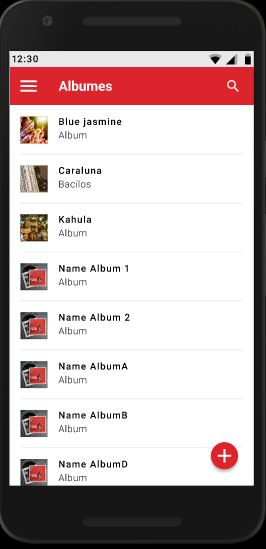 12:30
Albumes
Blue jasmine
Album
Caraluna
Bacilos
Kahula
Album
Name Album 1
Album
Name Album 2
Album
Name AlbumA
Album
Name AlbumB
Album
Name AlbumD
Album